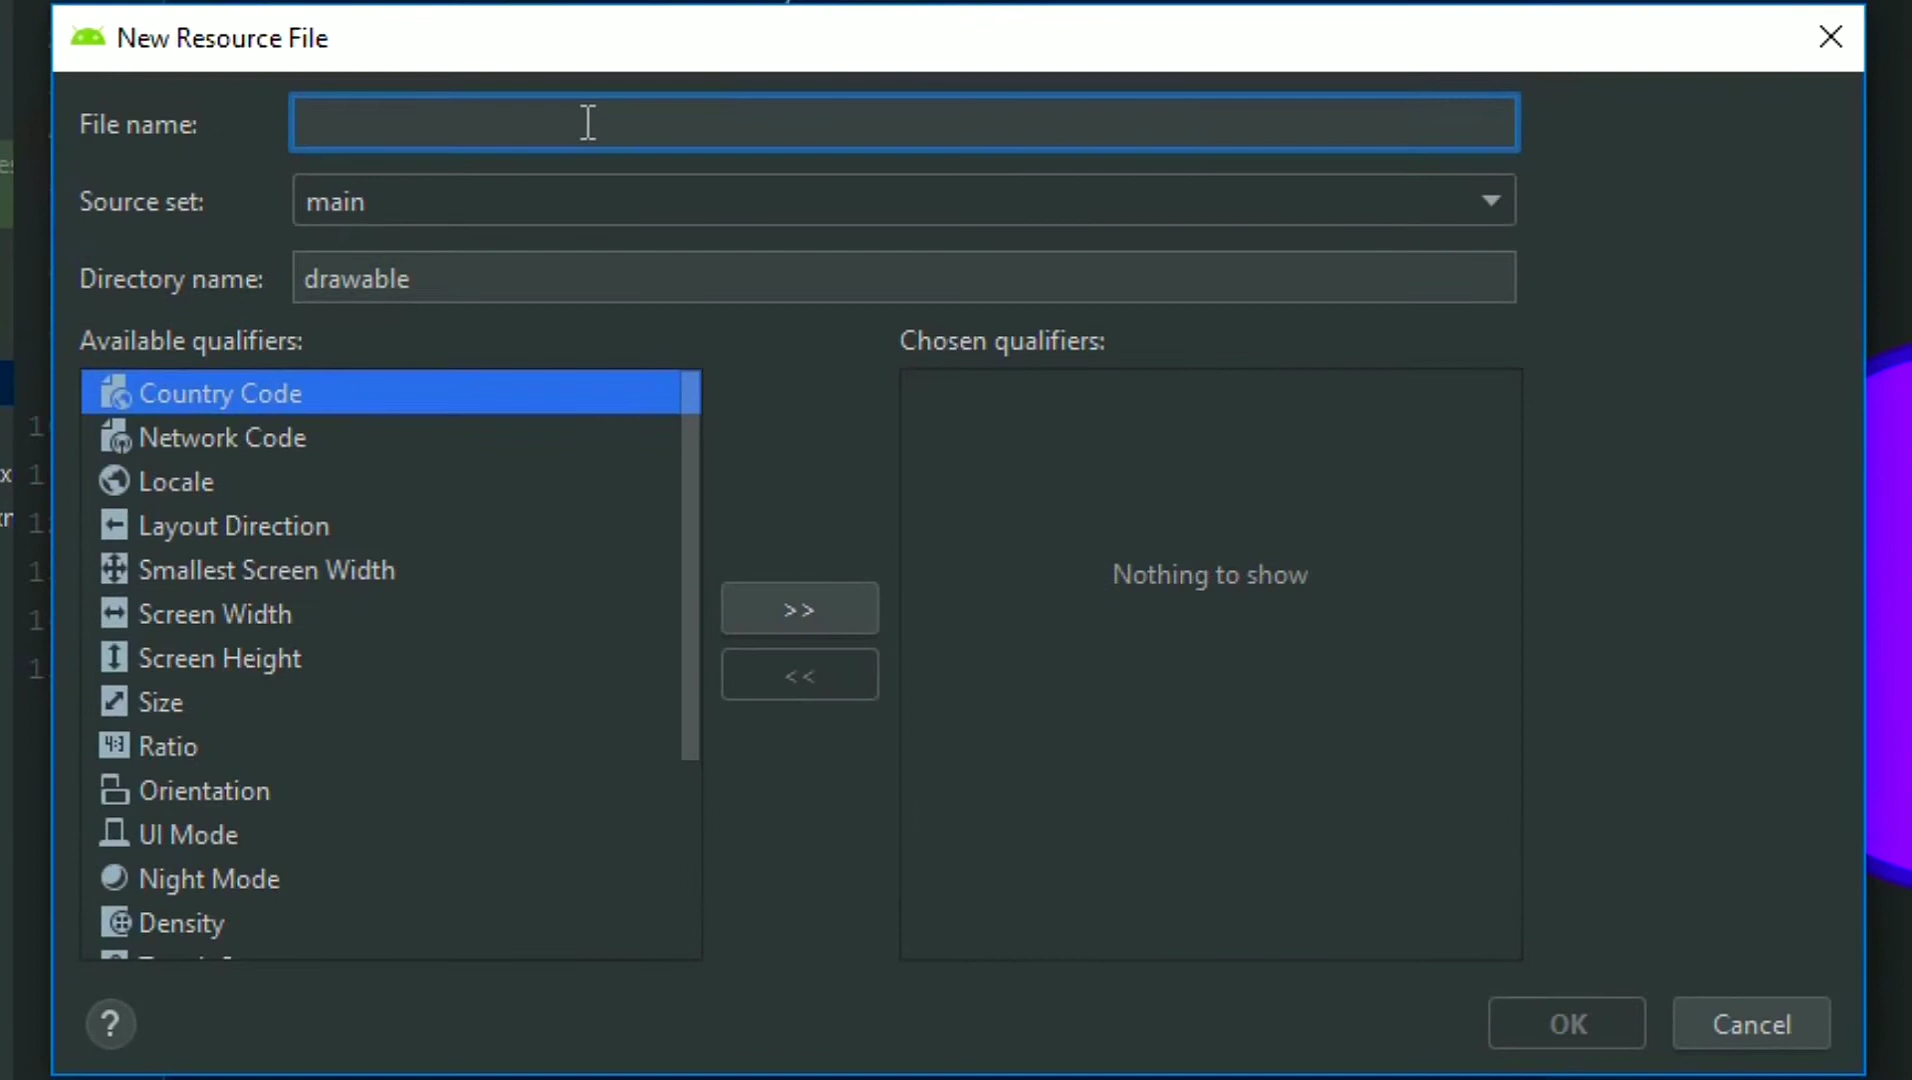 New Resource File
File name:
Source set: main
Directory name: drawable
Available qualifiers:
Chosen qualifiers:
Country Code
Network Code
Locale
Layout Direction
Smallest Screen Width
Screen Width
Screen Height
Size
Ratio
Orientation
UI Mode
Night Mode
Density
>>
<<
Nothing to show
?
OK
Cancel